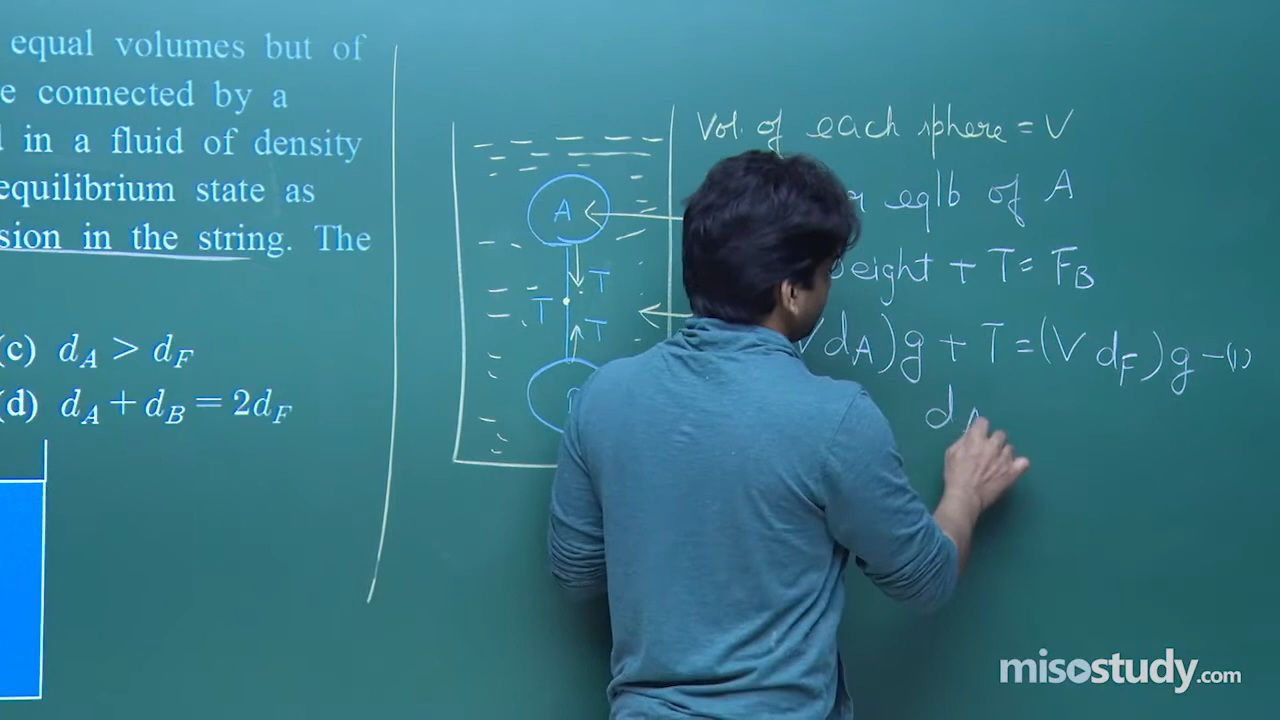 equal volumes but of
e connected by a
in a fluid of density
equilibrium state as
sion in the string. The
(c) d_A > d_F
(d) d_A + d_B = 2d_F
A
T
T
T
Vol. of each sphere = V
eqlb of A
eight + T = F_B
V d_A)g + T = (V d_F)g –(1)
d A
misostudy.com